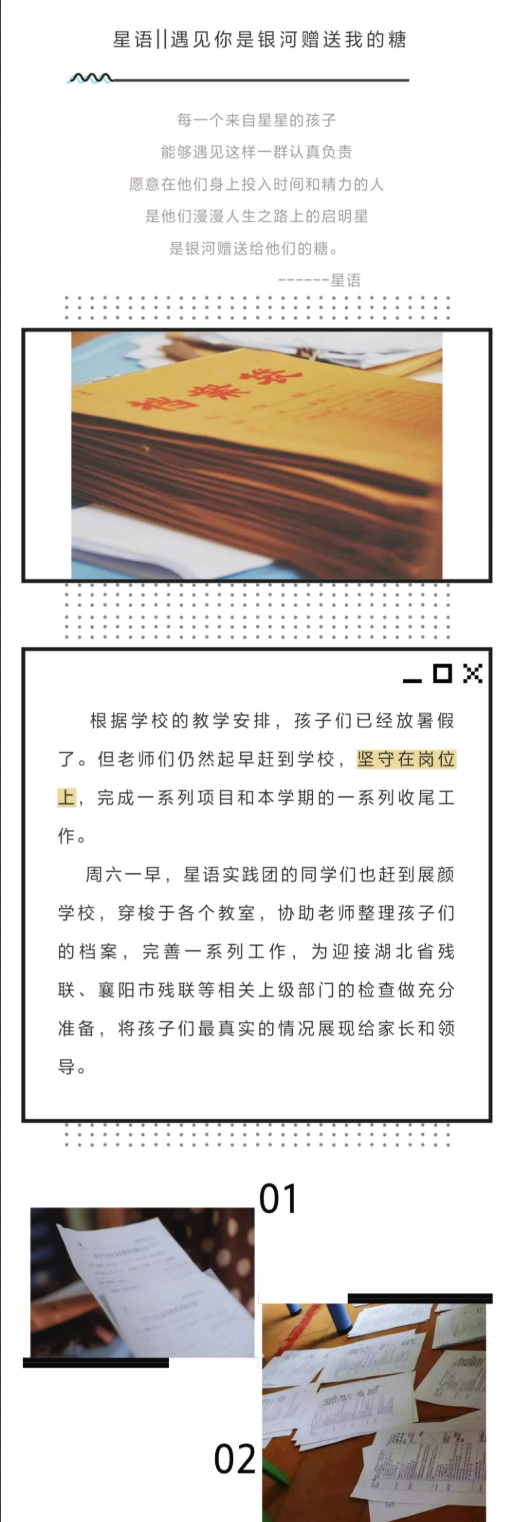 星语||遇见你是银河赠送我的糖
每一个来自星星的孩子
能够遇见这样一群认真负责
愿意在他们身上投入时间和精力的人
是他们漫漫人生之路上的启明星
是银河赠送给他们的糖。
------星语
档案袋
根据学校的教学安排，孩子们已经放暑假
了。但老师们仍然起早赶到学校，坚守在岗位
上，完成一系列项目和本学期的一系列收尾工
作。
周六一早，星语实践团的同学们也赶到展颜
学校，穿梭于各个教室，协助老师整理孩子们
的档案，完善一系列工作，为迎接湖北省残
联、襄阳市残联等相关上级部门的检查做充分
准备，将孩子们最真实的情况展现给家长和领
导。
01
02